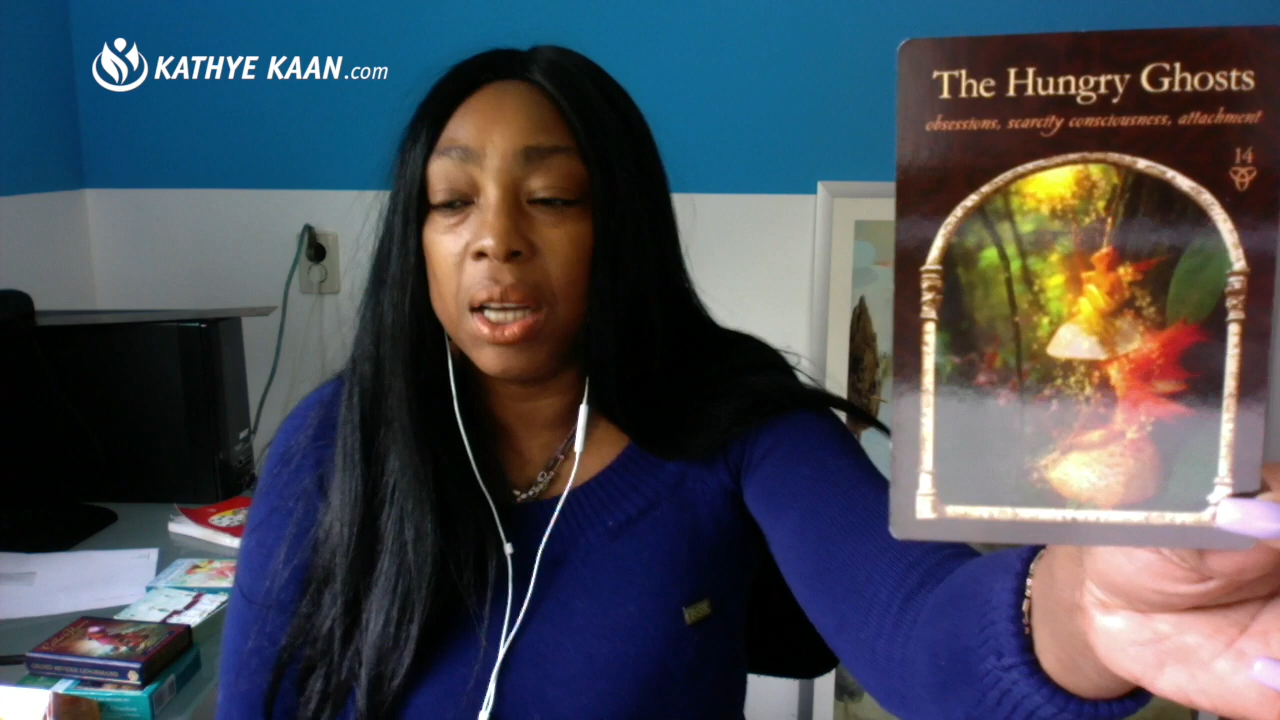 KATHYE KAAN.com
The Hungry Ghosts
obsessions, scarcity consciousness, attachment
14